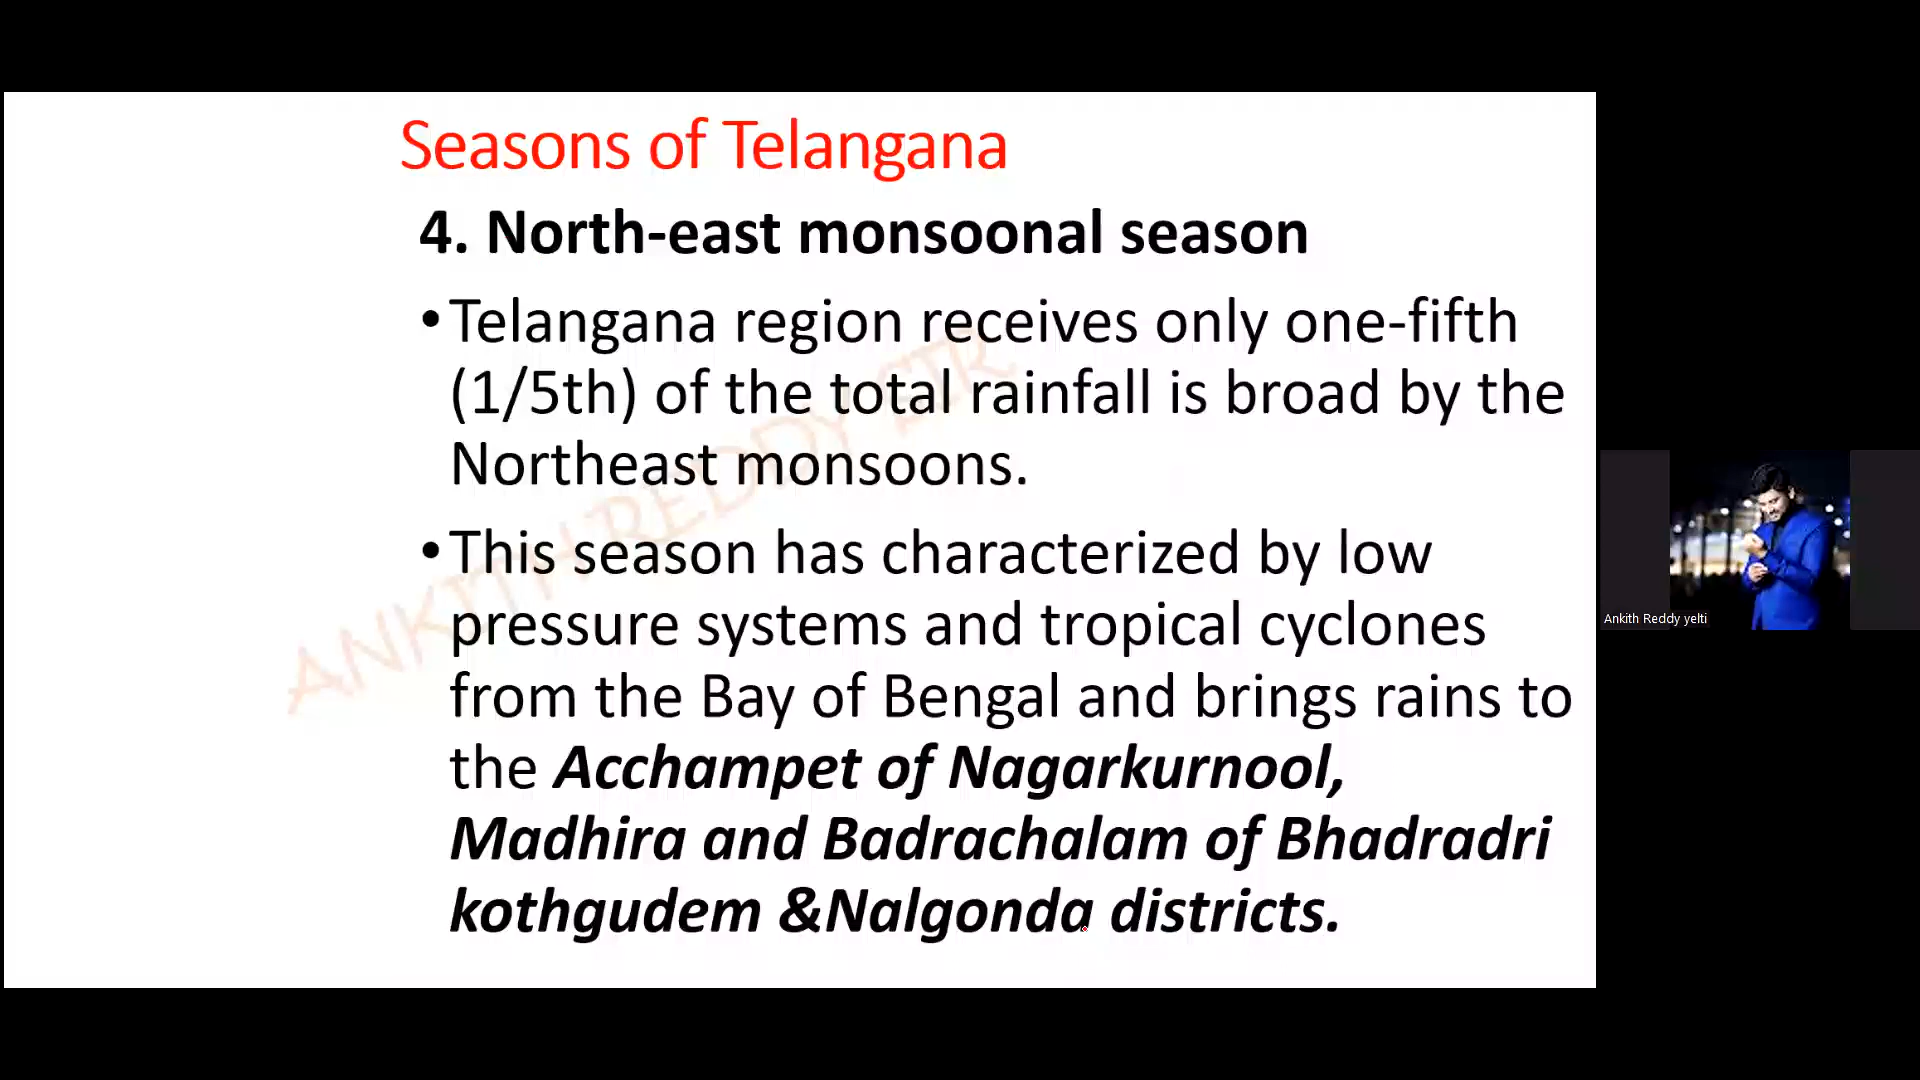 Seasons of Telangana
4. North-east monsoonal season
•Telangana region receives only one-fifth
(1/5th) of the total rainfall is broad by the
Northeast monsoons.
•This season has characterized by low
pressure systems and tropical cyclones
from the Bay of Bengal and brings rains to
the Acchampet of Nagarkurnool,
Madhira and Badrachalam of Bhadradri
kothgudem &Nalgonda districts.
ANKITH REDDY SIR
Ankith Reddy yelti